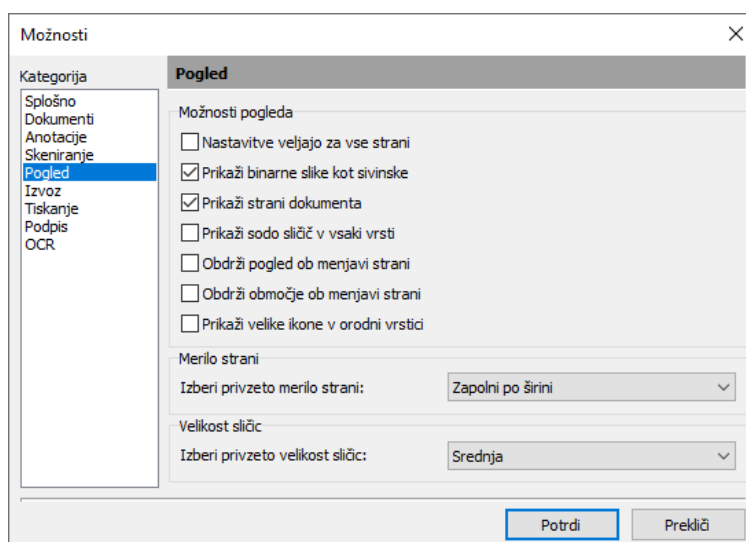 Možnosti
Kategorija
Splošno
Dokumenti
Anotacije
Skeniranje
Pogled
Izvoz
Tiskanje
Podpis
OCR
Pogled
Možnosti pogleda
Nastavitve veljajo za vse strani
Prikaži binarne slike kot sivinske
Prikaži strani dokumenta
Prikaži sodo sličič v vsaki vrsti
Obdrži pogled ob menjavi strani
Obdrži območje ob menjavi strani
Prikaži velike ikone v orodni vrstici
Merilo strani
Izberi privzeto merilo strani: Zapolni po širini
Velikost sličic
Izberi privzeto velikost sličic: Srednja
Potrdi Prekliči